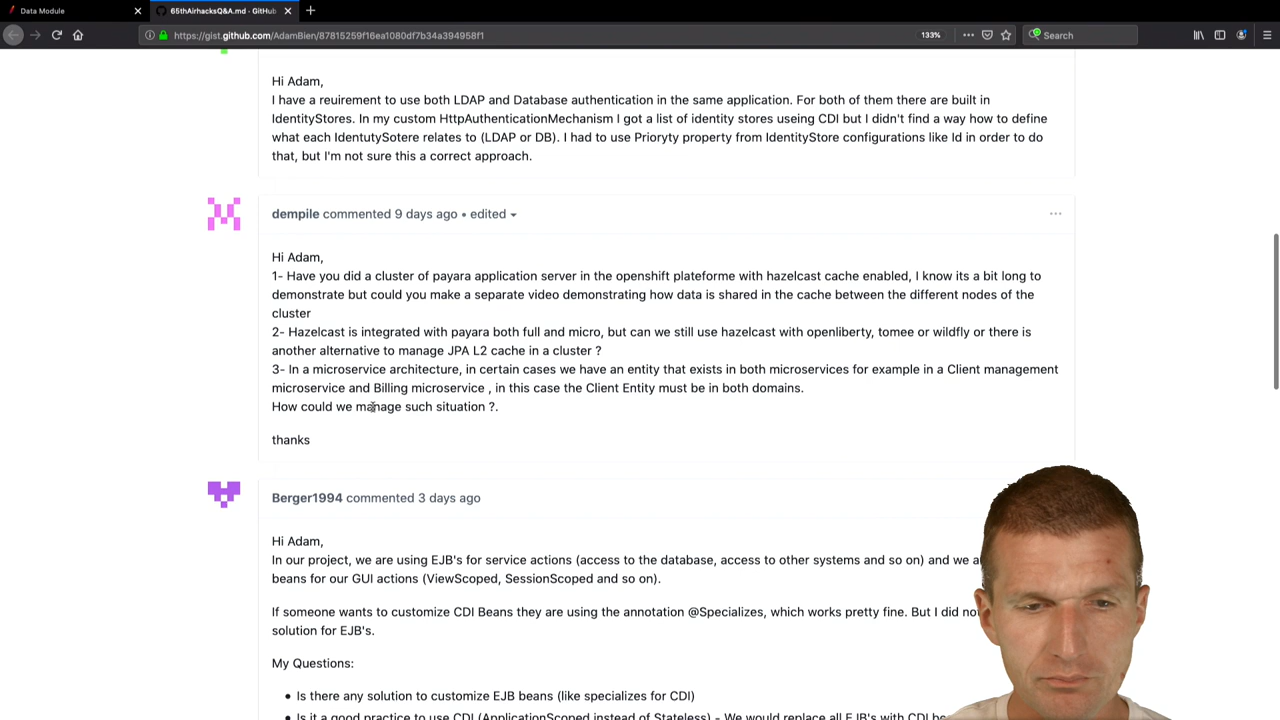 Data Module
65thAirhacksQ&A.md · GitHub
https://gist.github.com/AdamBien/87815259f16ea1080df7b34a394958f1
133%
Search
Hi Adam,
I have a reuirement to use both LDAP and Database authentication in the same application. For both of them there are built in
IdentityStores. In my custom HttpAuthenticationMechanism I got a list of identity stores useing CDI but I didn't find a way how to define
what each IdentutySotere relates to (LDAP or DB). I had to use Prioryty property from IdentityStore configurations like Id in order to do
that, but I'm not sure this a correct approach.
dempile commented 9 days ago • edited
Hi Adam,
1- Have you did a cluster of payara application server in the openshift plateforme with hazelcast cache enabled, I know its a bit long to
demonstrate but could you make a separate video demonstrating how data is shared in the cache between the different nodes of the
cluster
2- Hazelcast is integrated with payara both full and micro, but can we still use hazelcast with openliberty, tomee or wildfly or there is
another alternative to manage JPA L2 cache in a cluster ?
3- In a microservice architecture, in certain cases we have an entity that exists in both microservices for example in a Client management
microservice and Billing microservice , in this case the Client Entity must be in both domains.
How could we manage such situation ?.
thanks
Berger1994 commented 3 days ago
Hi Adam,
In our project, we are using EJB's for service actions (access to the database, access to other systems and so on) and we a
beans for our GUI actions (ViewScoped, SessionScoped and so on).
If someone wants to customize CDI Beans they are using the annotation @Specializes, which works pretty fine. But I did no
solution for EJB's.
My Questions:
• Is there any solution to customize EJB beans (like specializes for CDI)
• Is it a good practice to use CDI (ApplicationScoped instead of Stateless) - We would replace all EJB's with CDI be